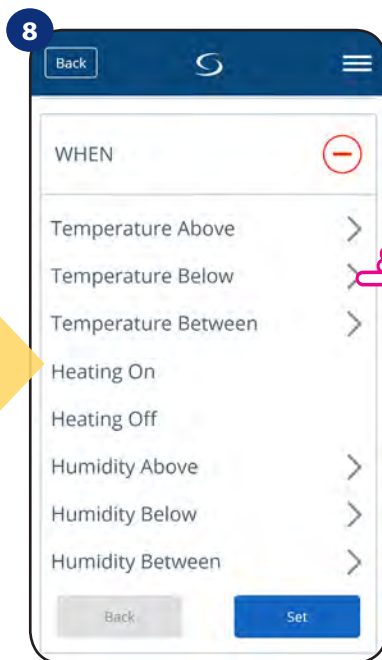 8
Back
WHEN
Temperature Above
Temperature Below
Temperature Between
Heating On
Heating Off
Humidity Above
Humidity Below
Humidity Between
Back Set